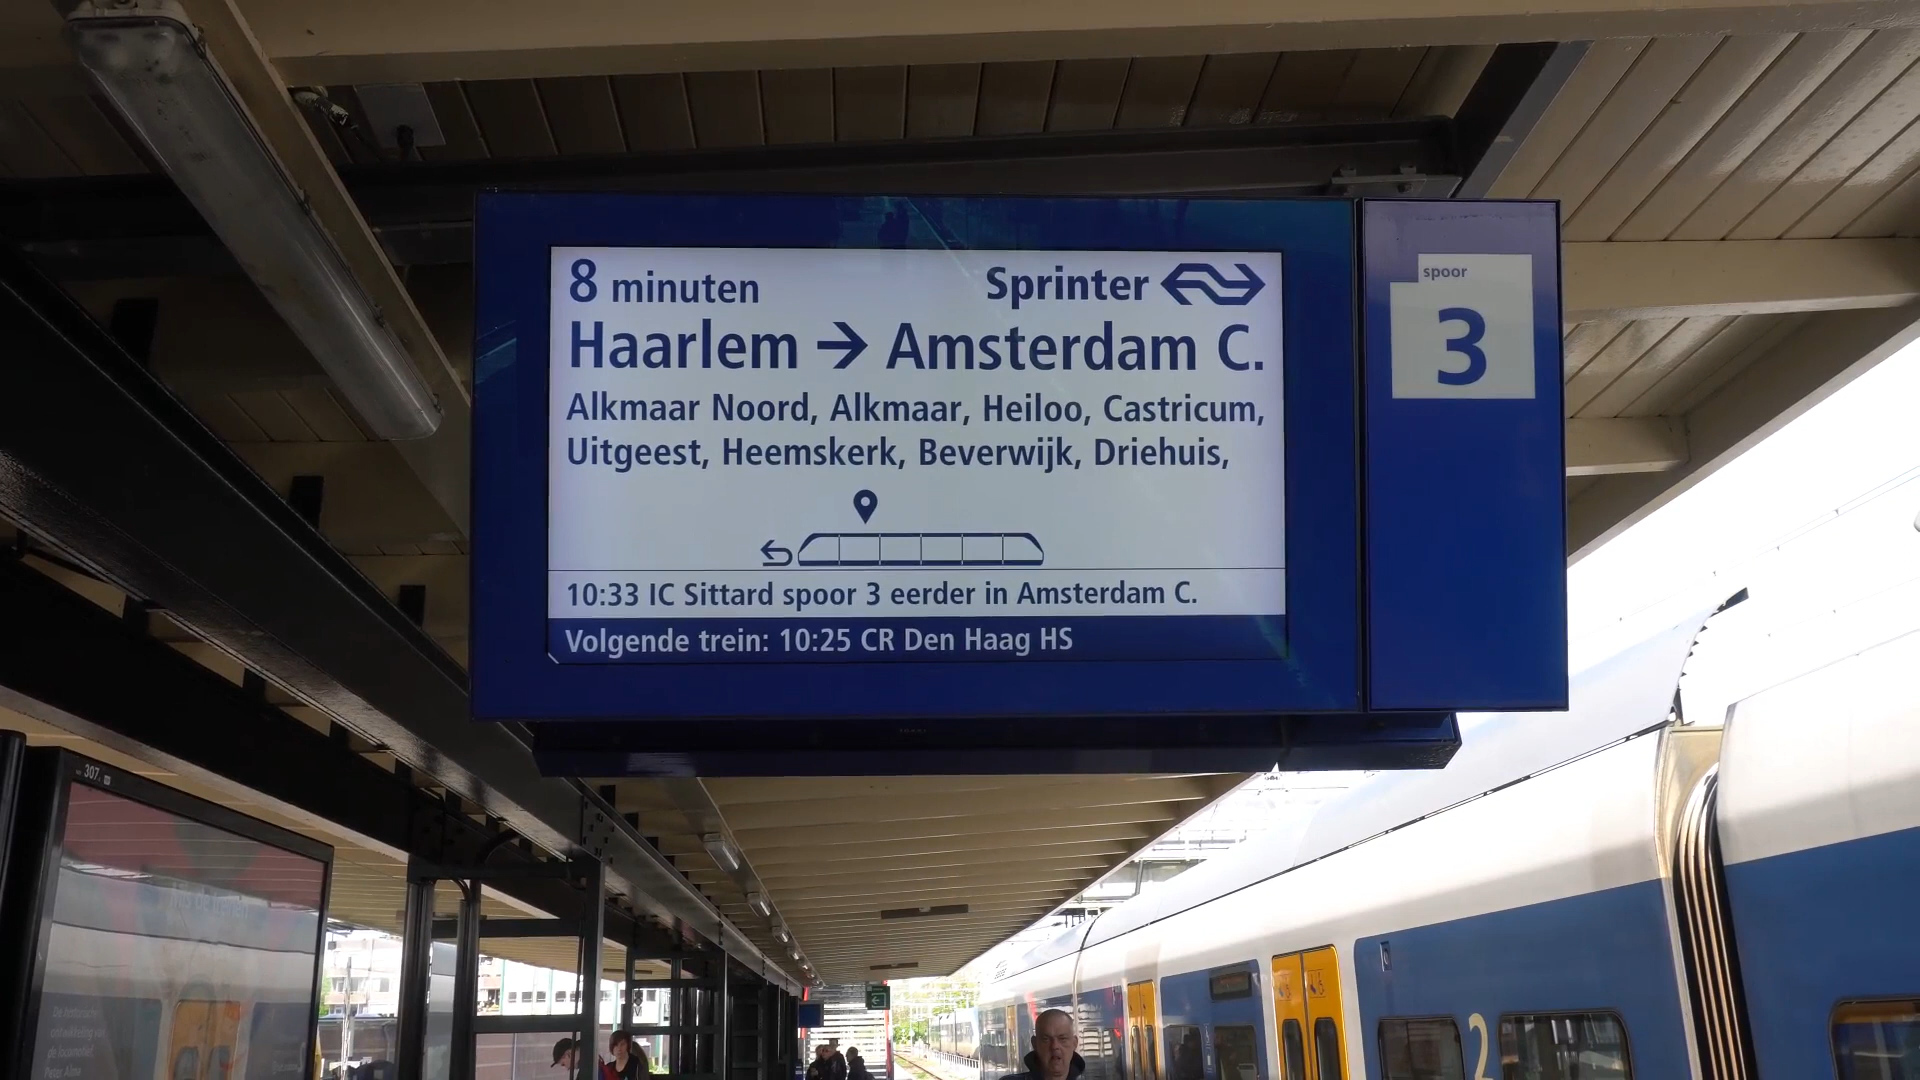 8 minuten
Sprinter
Haarlem → Amsterdam C.
Alkmaar Noord, Alkmaar, Heiloo, Castricum,
Uitgeest, Heemskerk, Beverwijk, Driehuis,
10:33 IC Sittard spoor 3 eerder in Amsterdam C.
Volgende trein: 10:25 CR Den Haag HS
spoor
3
307
2